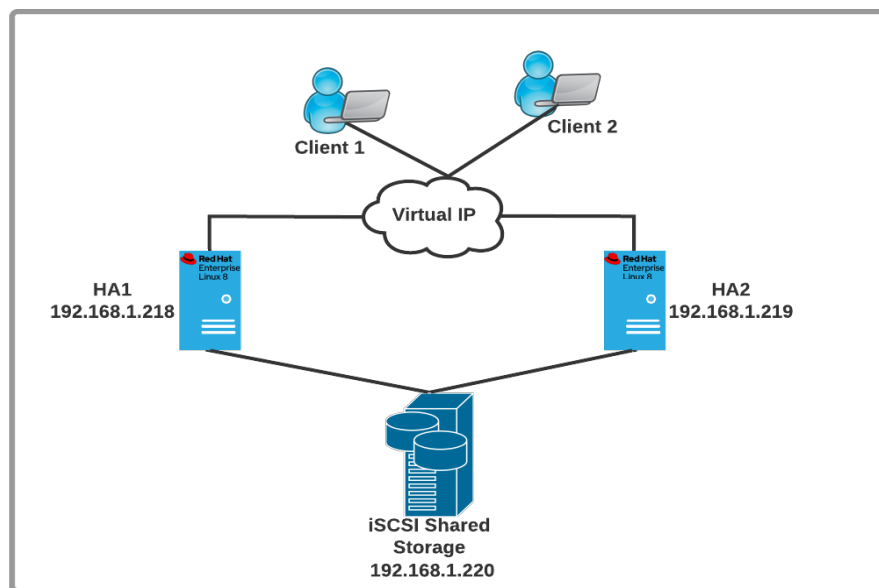 Client 1
Client 2
Virtual IP
Red Hat
Enterprise
Linux 8
HA1
192.168.1.218
Red Hat
Enterprise
Linux 8
HA2
192.168.1.219
iSCSI Shared
Storage
192.168.1.220